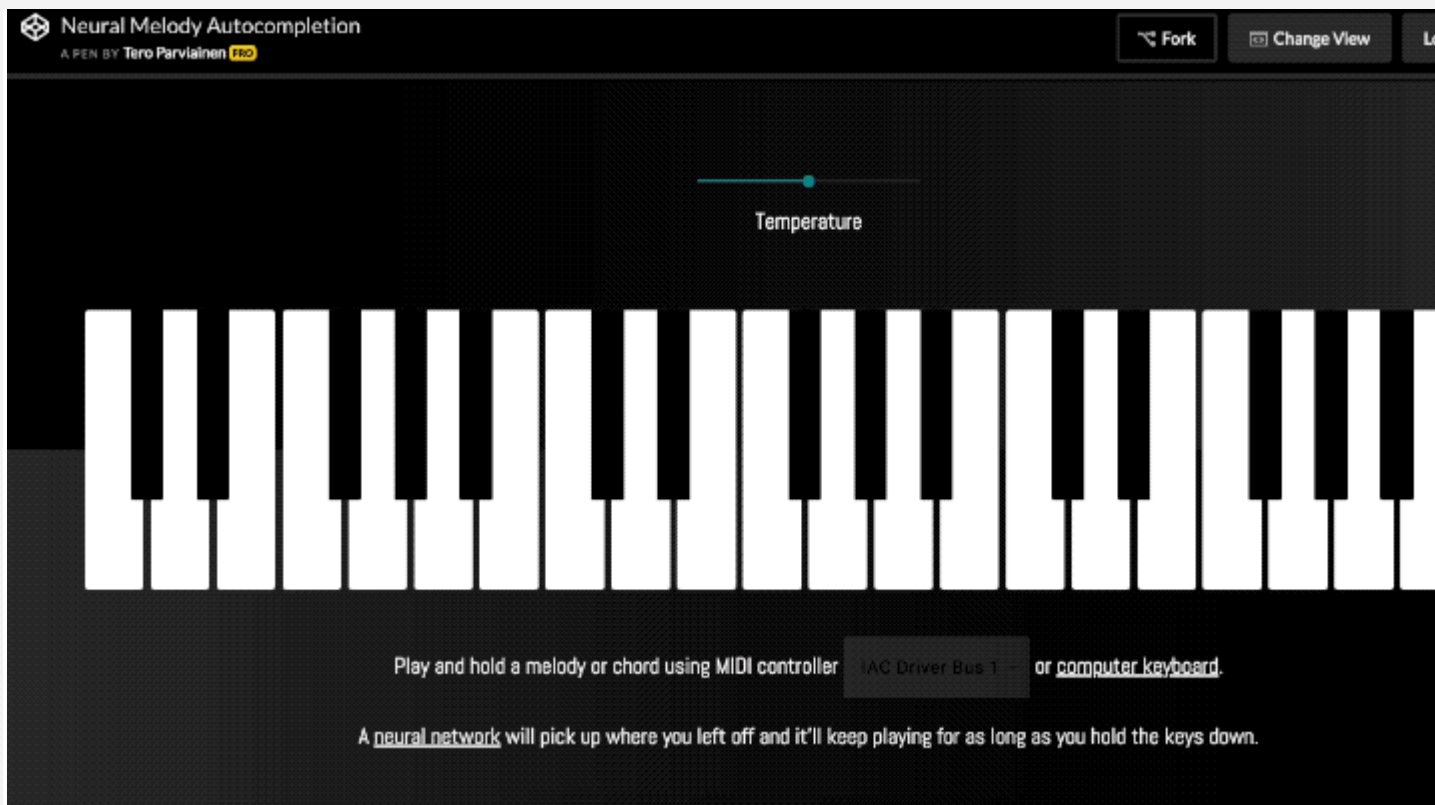 Neural Melody Autocompletion
A PEN BY Tero Parviainen PRO
Fork
Change View
Temperature
Play and hold a melody or chord using MIDI controller IAC Driver Bus 1 or computer keyboard.
A neural network will pick up where you left off and it'll keep playing for as long as you hold the keys down.